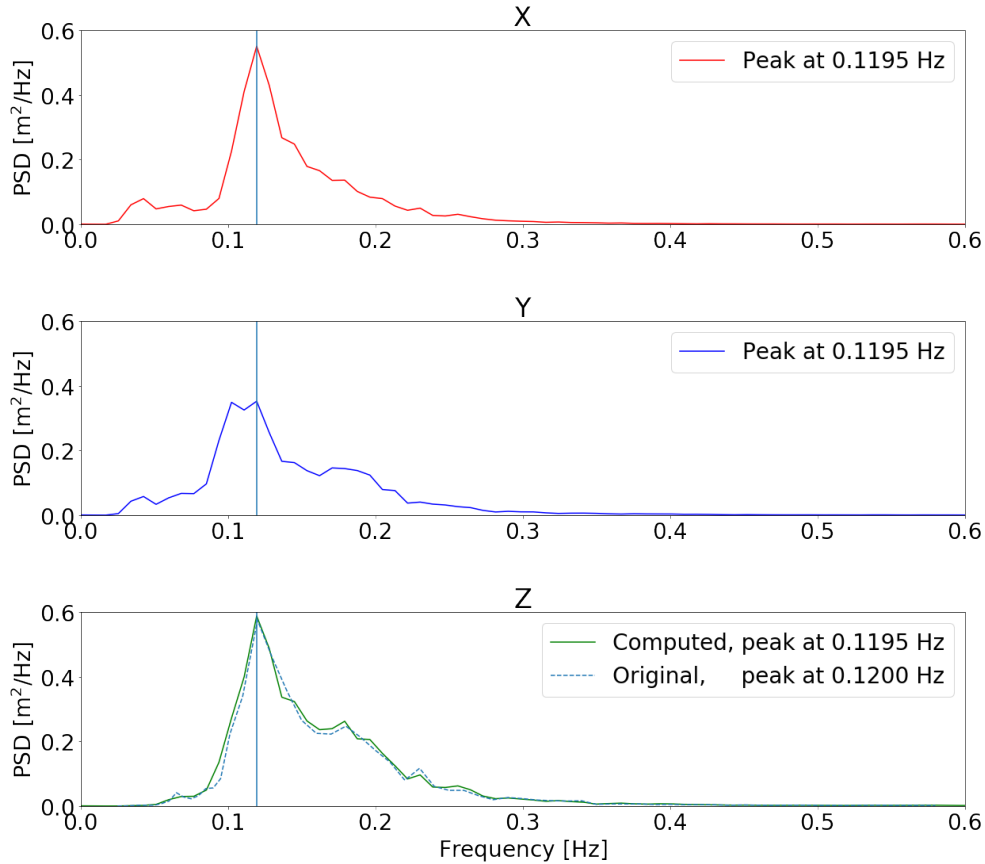 X
PSD [m²/Hz]
0.6
0.4
0.2
0.0
Peak at 0.1195 Hz
0.0 0.1 0.2 0.3 0.4 0.5 0.6
Y
PSD [m²/Hz]
0.6
0.4
0.2
0.0
Peak at 0.1195 Hz
0.0 0.1 0.2 0.3 0.4 0.5 0.6
Z
PSD [m²/Hz]
0.6
0.4
0.2
0.0
Computed, peak at 0.1195 Hz
Original, peak at 0.1200 Hz
0.0 0.1 0.2 0.3 0.4 0.5 0.6
Frequency [Hz]